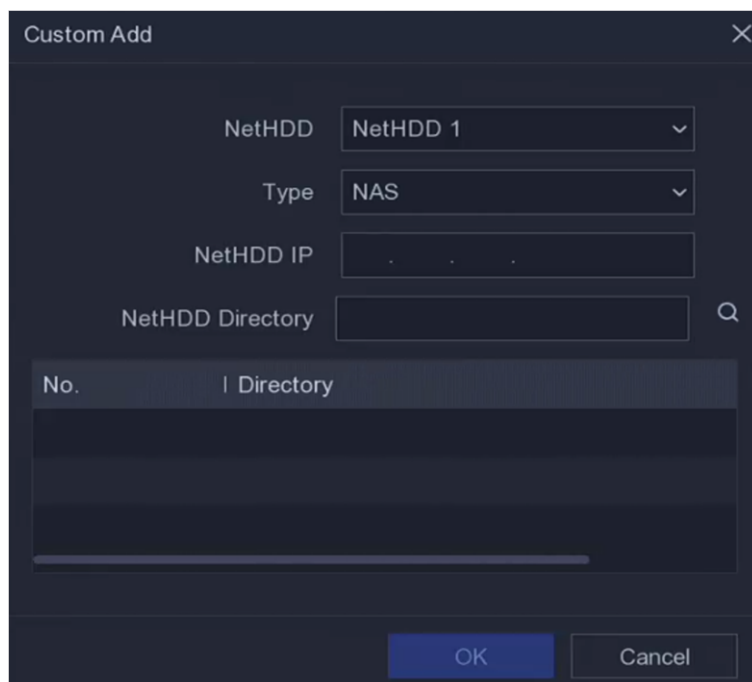 Custom Add
NetHDD NetHDD 1
Type NAS
NetHDD IP . . .
NetHDD Directory
No. Directory
OK Cancel